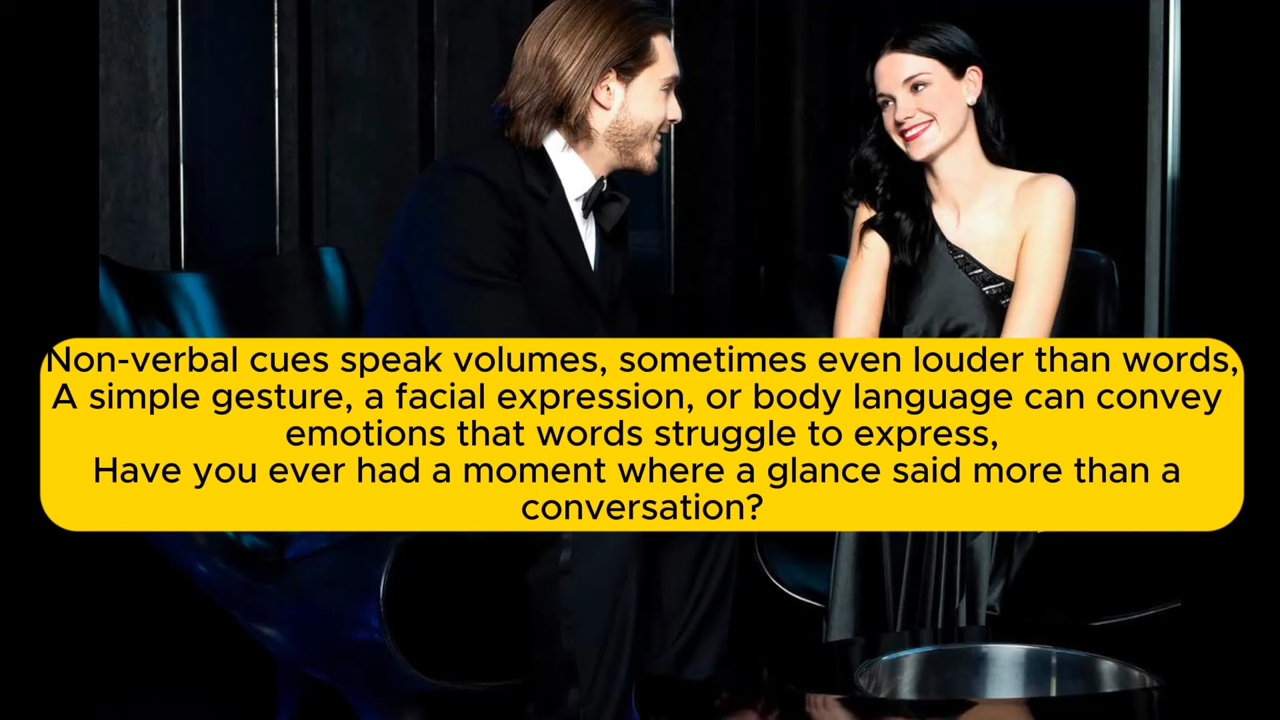 Non-verbal cues speak volumes, sometimes even louder than words,
A simple gesture, a facial expression, or body language can convey
emotions that words struggle to express,
Have you ever had a moment where a glance said more than a
conversation?